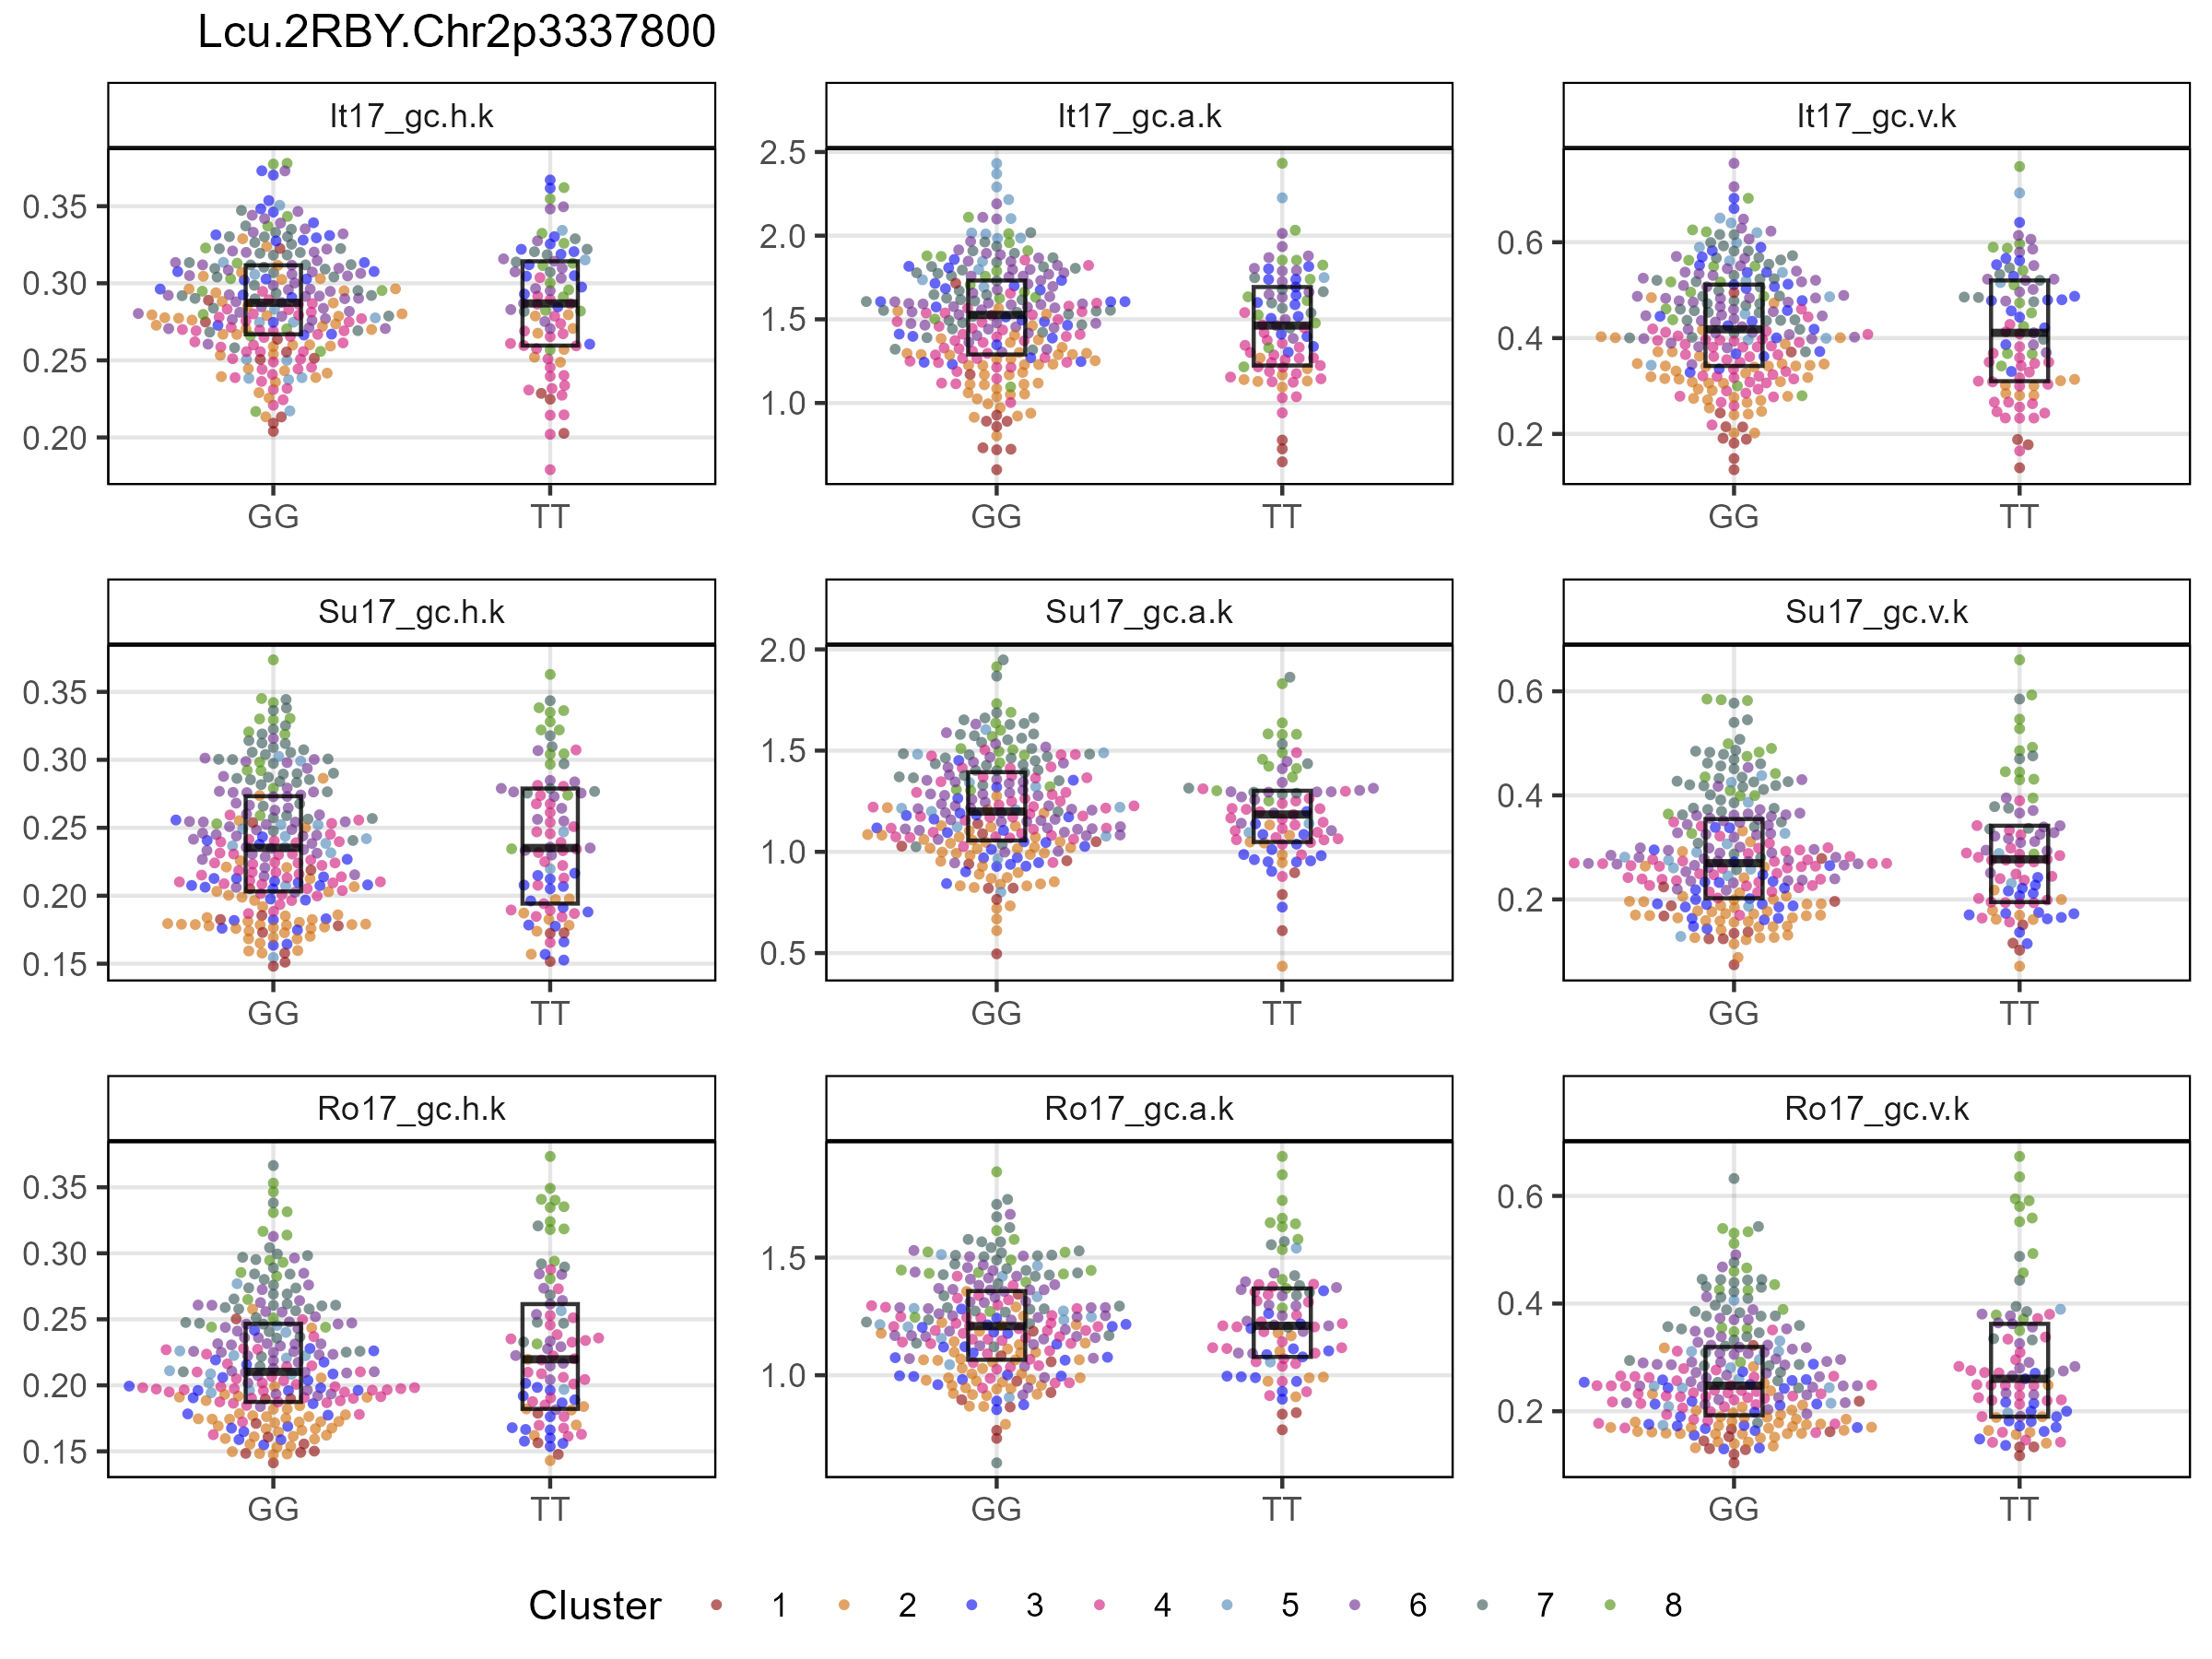 Lcu.2RBY.Chr2p3337800
It17_gc.h.k It17_gc.a.k It17_gc.v.k
0.35
0.30
0.25
0.20
GG TT
2.5
2.0
1.5
1.0
GG TT
0.6
0.4
0.2
GG TT
Su17_gc.h.k Su17_gc.a.k Su17_gc.v.k
0.35
0.30
0.25
0.20
0.15
GG TT
2.0
1.5
1.0
0.5
GG TT
0.6
0.4
0.2
GG TT
Ro17_gc.h.k Ro17_gc.a.k Ro17_gc.v.k
0.35
0.30
0.25
0.20
0.15
GG TT
1.5
1.0
GG TT
0.6
0.4
0.2
GG TT
Cluster 1 2 3 4 5 6 7 8